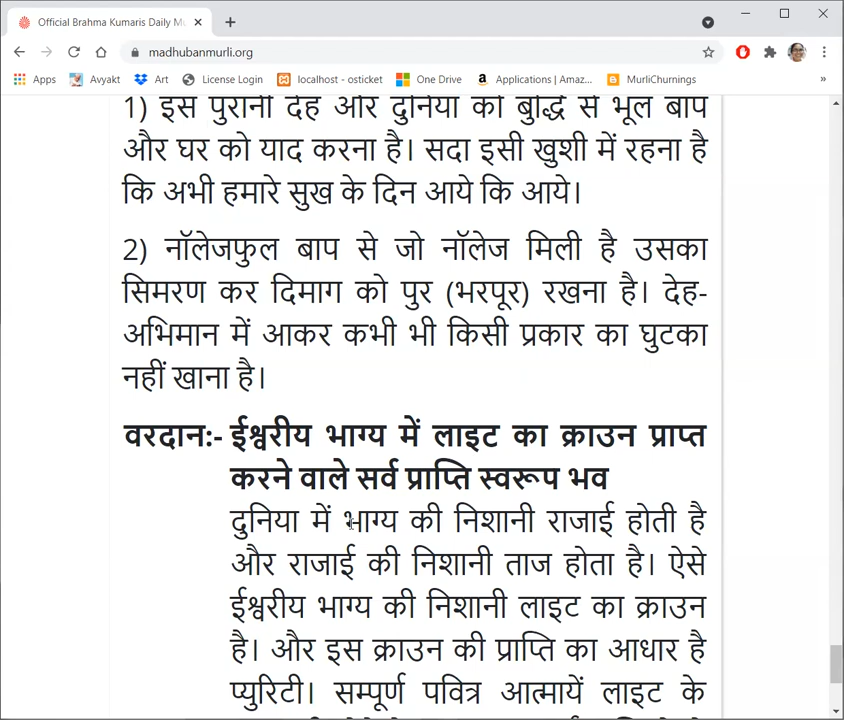 Official Brahma Kumaris Daily Mu
madhubanmurli.org
Apps Avyakt Art License Login localhost - osticket One Drive Applications | Amaz... MurliChurnings »
1) इस पुरानी देह और दुनिया को बुद्धि से भूल बाप
और घर को याद करना है। सदा इसी खुशी में रहना है
कि अभी हमारे सुख के दिन आये कि आये।
2) नॉलेजफुल बाप से जो नॉलेज मिली है उसका
सिमरण कर दिमाग को पुर (भरपूर) रखना है। देह-
अभिमान में आकर कभी भी किसी प्रकार का घुटका
नहीं खाना है।
वरदान:- ईश्वरीय भाग्य में लाइट का क्राउन प्राप्त
करने वाले सर्व प्राप्ति स्वरूप भव
दुनिया में भाग्य की निशानी राजाई होती है
और राजाई की निशानी ताज होता है। ऐसे
ईश्वरीय भाग्य की निशानी लाइट का क्राउन
है। और इस क्राउन की प्राप्ति का आधार है
प्युरिटी। सम्पूर्ण पवित्र आत्मायें लाइट के